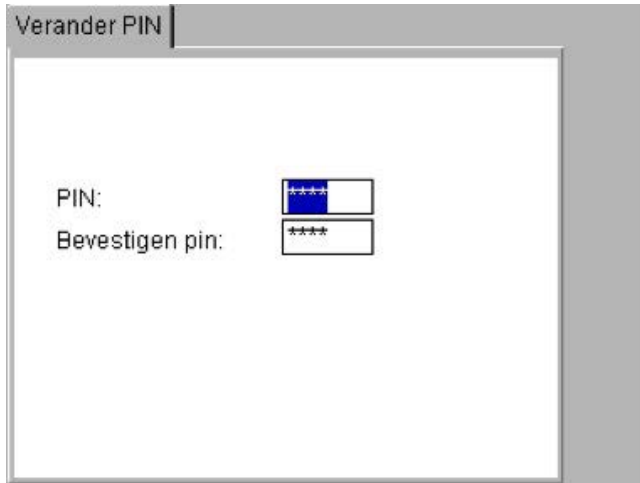 Verander PIN
PIN: ****
Bevestigen pin: ****